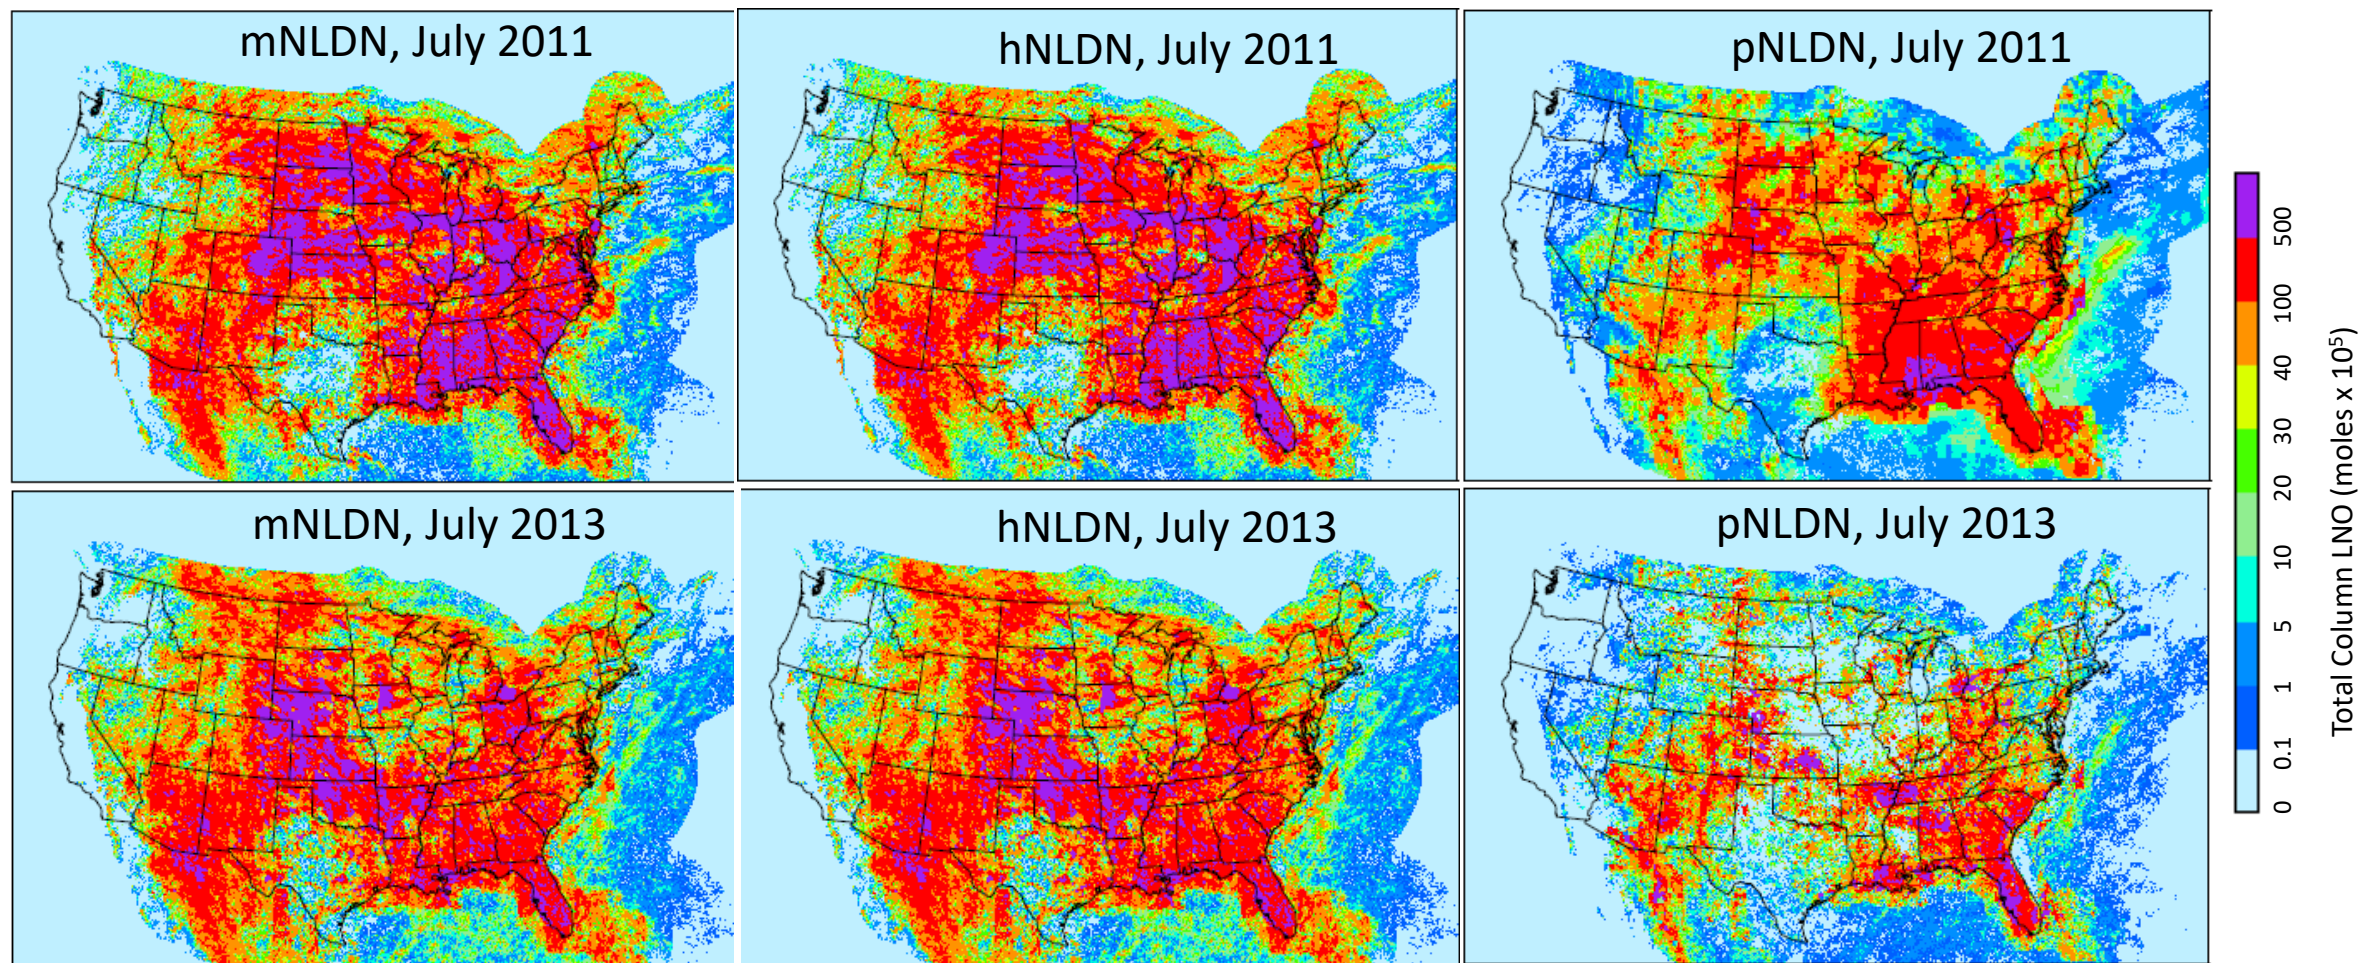 mNLDN, July 2011
hNLDN, July 2011
pNLDN, July 2011
mNLDN, July 2013
hNLDN, July 2013
pNLDN, July 2013
500
100
40
30
20
10
5
1
0.1
0
Total Column LNO (moles x 10⁵)